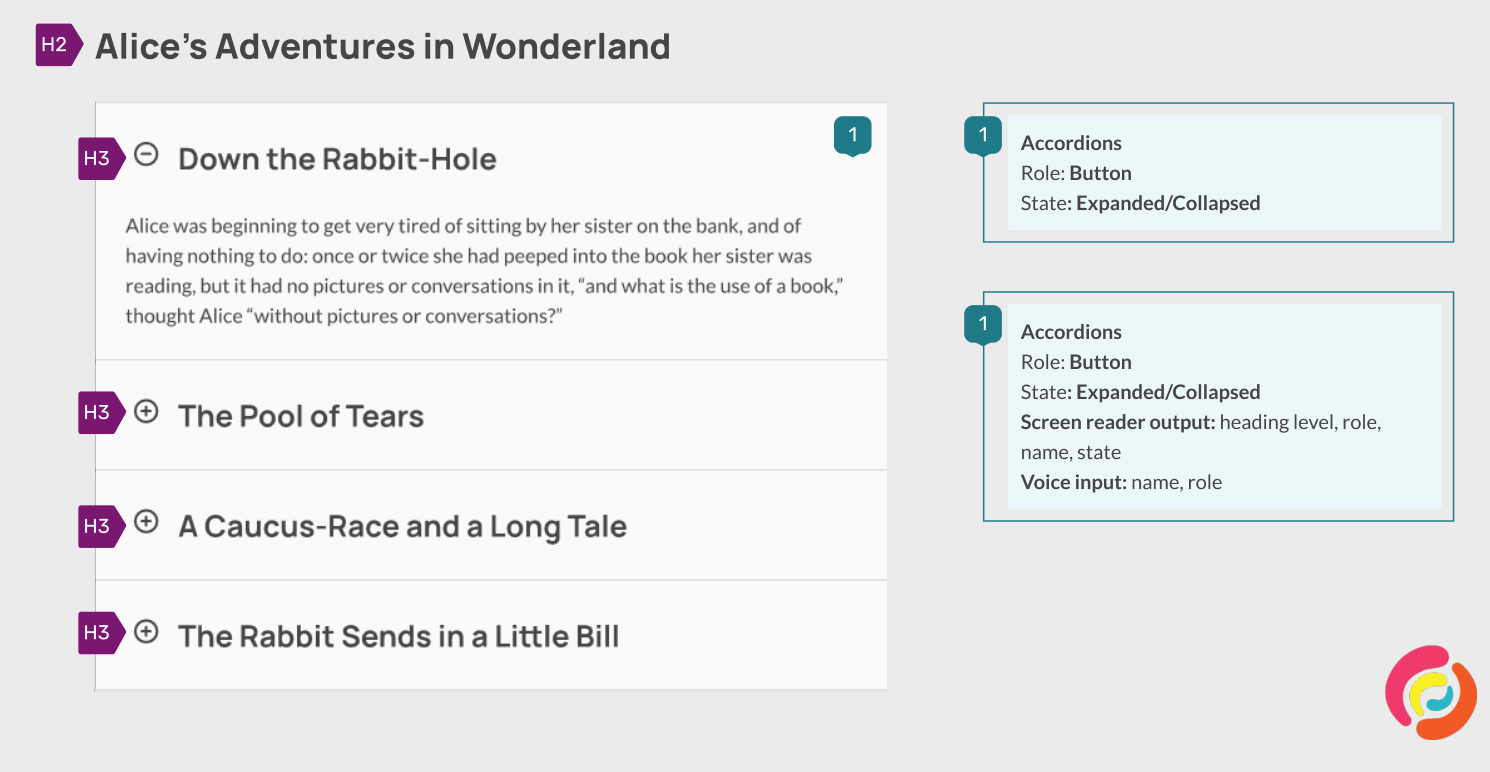 H2 Alice’s Adventures in Wonderland
H3 Down the Rabbit-Hole
1
Alice was beginning to get very tired of sitting by her sister on the bank, and of
having nothing to do: once or twice she had peeped into the book her sister was
reading, but it had no pictures or conversations in it, “and what is the use of a book,”
thought Alice “without pictures or conversations?”
H3 The Pool of Tears
H3 A Caucus-Race and a Long Tale
H3 The Rabbit Sends in a Little Bill
1
Accordions
Role: Button
State: Expanded/Collapsed
1
Accordions
Role: Button
State: Expanded/Collapsed
Screen reader output: heading level, role,
name, state
Voice input: name, role